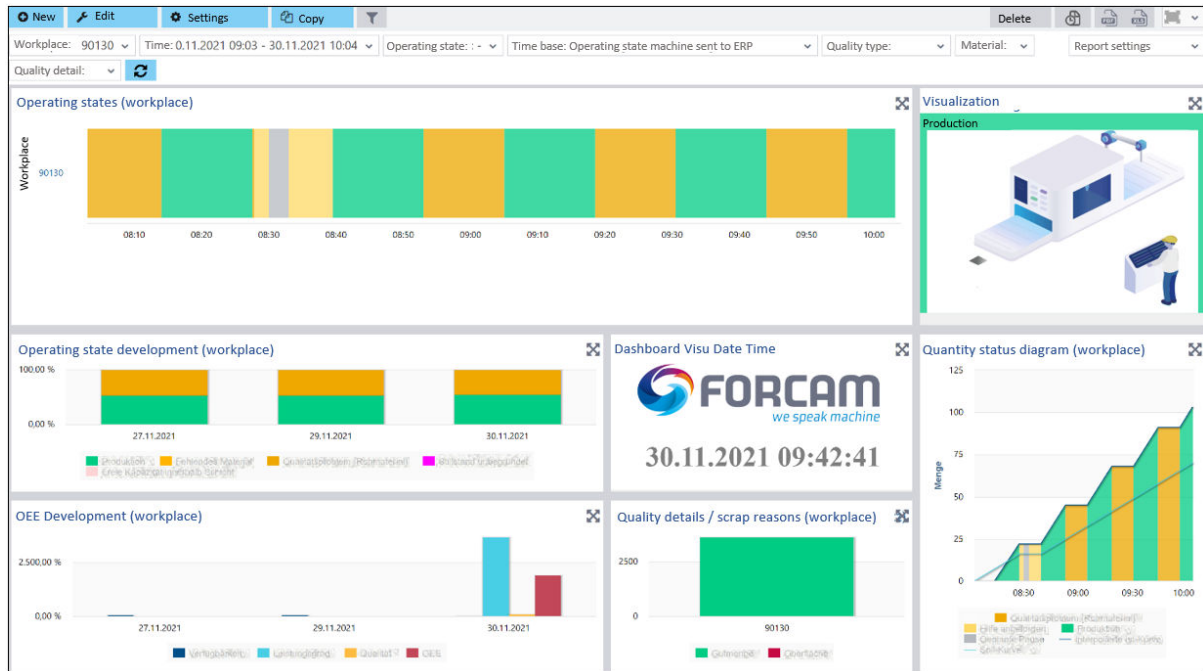 New Edit Settings Copy Delete
Workplace: 90130 Time: 0.11.2021 09:03 - 30.11.2021 10:04 Operating state: : - Time base: Operating state machine sent to ERP Quality type: Material: Report settings
Quality detail:
Operating states (workplace)
Workplace
90130
08:10 08:20 08:30 08:40 08:50 09:00 09:10 09:20 09:30 09:40 09:50 10:00
Visualization
Production
Operating state development (workplace)
100,00 %
0,00 %
27.11.2021 29.11.2021 30.11.2021
Produktion
Dashboard Visu Date Time
FORCAM
we speak machine
30.11.2021 09:42:41
Quantity status diagram (workplace)
125
100
75
50
25
0
Menge
08:30 09:00 09:30 10:00
Produktion
OEE Development (workplace)
2.500,00 %
0,00 %
27.11.2021 29.11.2021 30.11.2021
OEE
Quality details / scrap reasons (workplace)
2500
0
90130